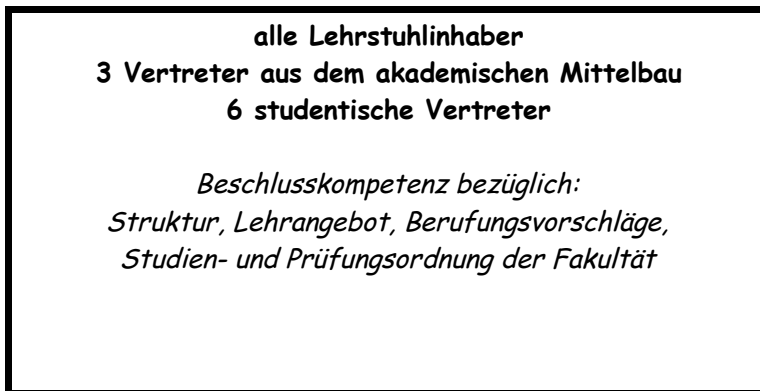 alle Lehrstuhlinhaber
3 Vertreter aus dem akademischen Mittelbau
6 studentische Vertreter
Beschlusskompetenz bezüglich:
Struktur, Lehrangebot, Berufungsvorschläge,
Studien- und Prüfungsordnung der Fakultät